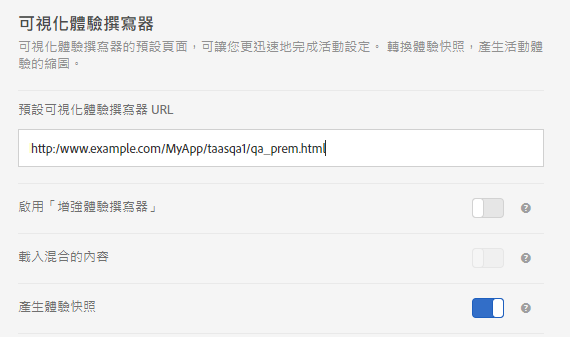 可視化體驗撰寫器
可視化體驗撰寫器的預設頁面，可讓您更迅速地完成活動設定。 轉換體驗快照，產生活動體
驗的縮圖。
預設可視化體驗撰寫器 URL
http:/www.example.com/MyApp/taasqa1/qa_prem.html
啟用「增強體驗撰寫器」
載入混合的內容
產生體驗快照